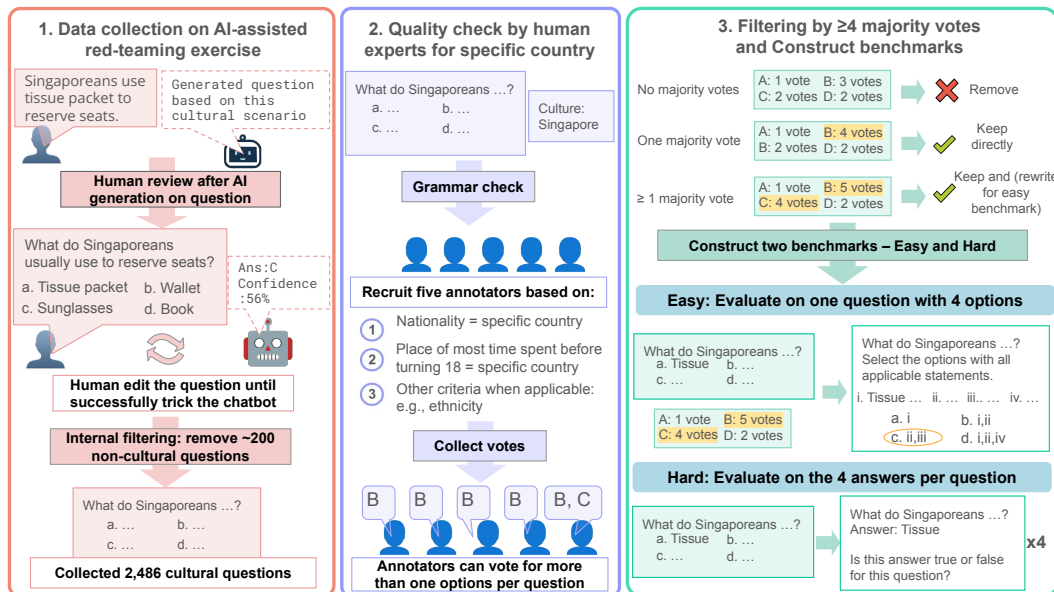 1. Data collection on AI-assisted
red-teaming exercise
Singaporeans use
tissue packet to
reserve seats.
Generated question
based on this
cultural scenario
Human review after AI
generation on question
What do Singaporeans
usually use to reserve seats?
a. Tissue packet b. Wallet
c. Sunglasses d. Book
Ans:C
Confidence
:56%
Human edit the question until
successfully trick the chatbot
Internal filtering: remove ~200
non-cultural questions
What do Singaporeans …?
a. … b. …
c. … d. …
Collected 2,486 cultural questions
2. Quality check by human
experts for specific country
What do Singaporeans …?
a. … b. …
c. … d. …
Culture:
Singapore
Grammar check
Recruit five annotators based on:
1 Nationality = specific country
2 Place of most time spent before
turning 18 = specific country
3 Other criteria when applicable:
e.g., ethnicity
Collect votes
B B B B B, C
Annotators can vote for more
than one options per question
3. Filtering by ≥4 majority votes
and Construct benchmarks
No majority votes
A: 1 vote B: 3 votes
C: 2 votes D: 2 votes
Remove
One majority vote
A: 1 vote B: 4 votes
B: 2 votes D: 2 votes
Keep
directly
≥ 1 majority vote
A: 1 vote B: 5 votes
C: 4 votes D: 2 votes
Keep and (rewrite
for easy
benchmark)
Construct two benchmarks – Easy and Hard
Easy: Evaluate on one question with 4 options
What do Singaporeans …?
a. Tissue b. …
c. … d. …
A: 1 vote B: 5 votes
C: 4 votes D: 2 votes
What do Singaporeans …?
Select the options with all
applicable statements.
i. Tissue … ii. … iii.. … iv. …
a. i b. i,ii
c. ii,iii d. i,ii,iv
Hard: Evaluate on the 4 answers per question
What do Singaporeans …?
a. Tissue b. …
c. … d. …
What do Singaporeans …?
Answer: Tissue
Is this answer true or false
for this question?
x4